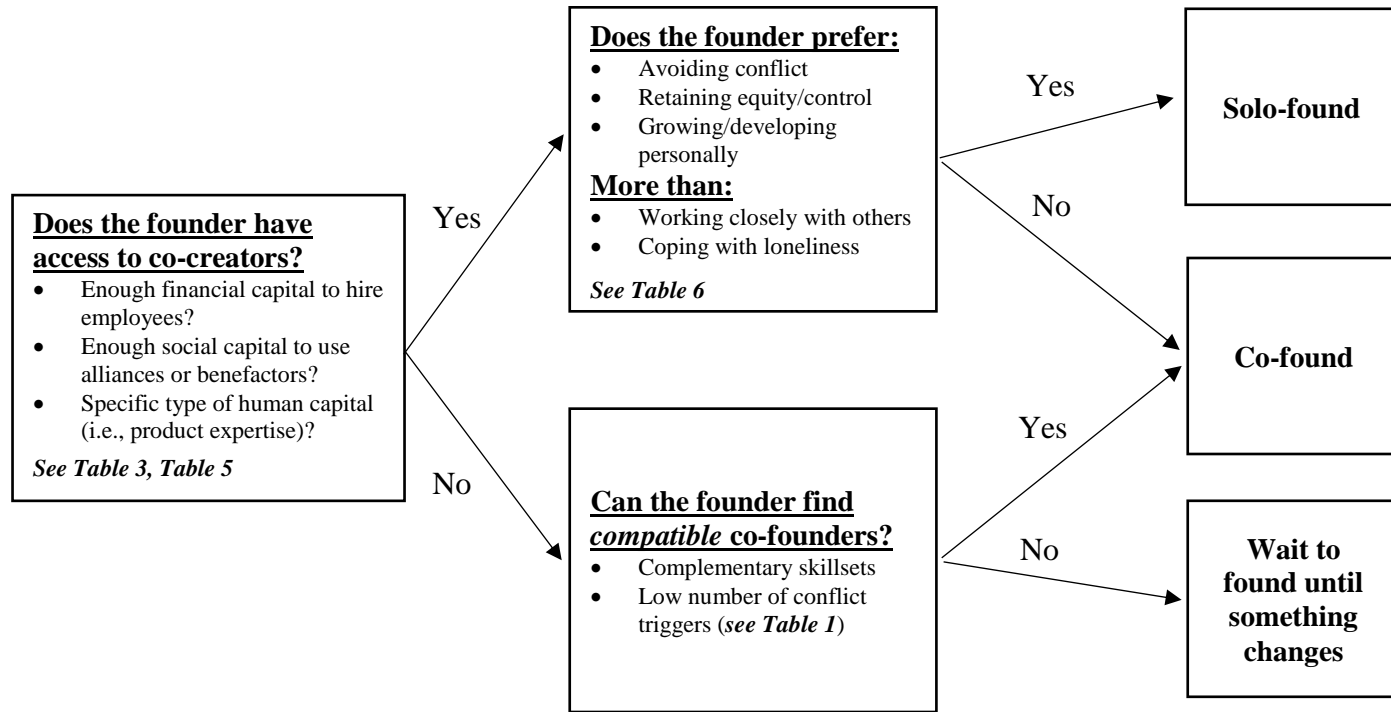 Does the founder have
access to co-creators?
• Enough financial capital to hire
employees?
• Enough social capital to use
alliances or benefactors?
• Specific type of human capital
(i.e., product expertise)?
See Table 3, Table 5
Yes
No
Does the founder prefer:
• Avoiding conflict
• Retaining equity/control
• Growing/developing
personally
More than:
• Working closely with others
• Coping with loneliness
See Table 6
Can the founder find
compatible co-founders?
• Complementary skillsets
• Low number of conflict
triggers (see Table 1)
Yes
No
Yes
No
Solo-found
Co-found
Wait to
found until
something
changes